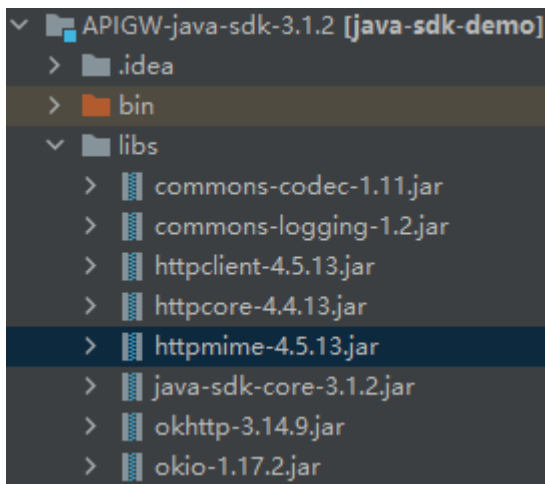 APIGW-java-sdk-3.1.2 [java-sdk-demo]
.idea
bin
libs
commons-codec-1.11.jar
commons-logging-1.2.jar
httpclient-4.5.13.jar
httpcore-4.4.13.jar
httpmime-4.5.13.jar
java-sdk-core-3.1.2.jar
okhttp-3.14.9.jar
okio-1.17.2.jar